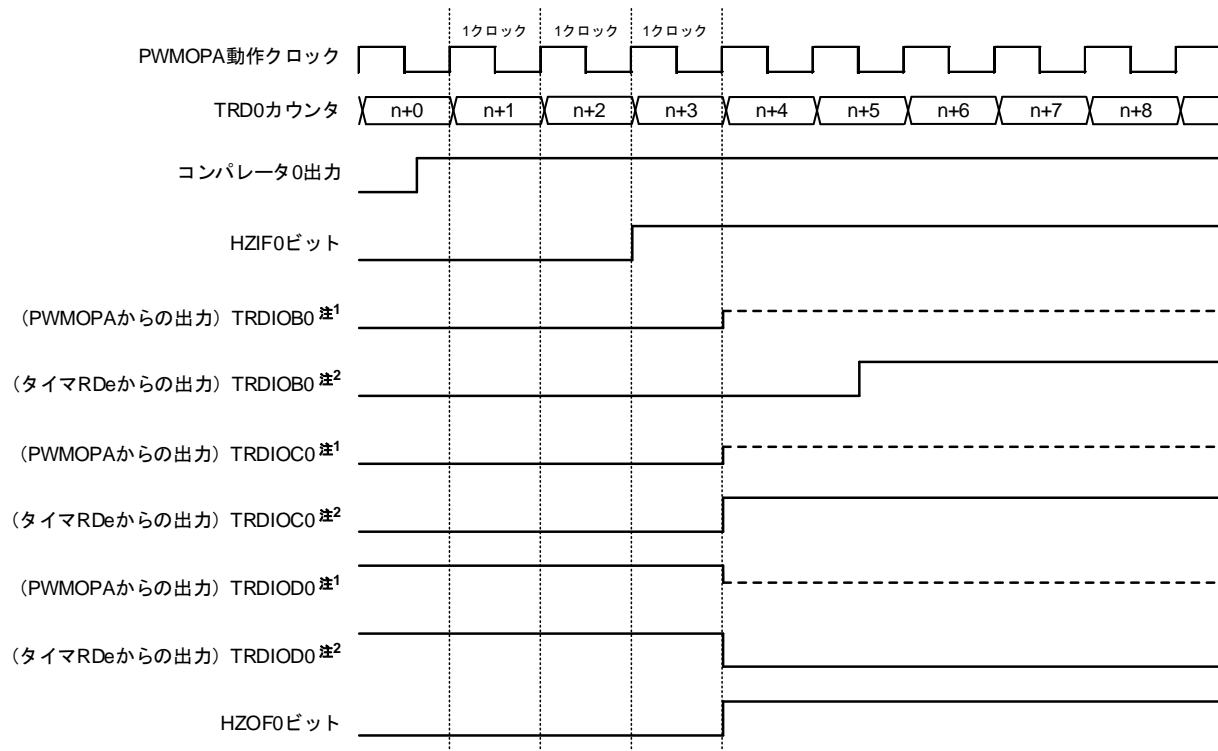 1クロック 1クロック 1クロック
PWMOPA動作クロック
TRD0カウンタ n+0 n+1 n+2 n+3 n+4 n+5 n+6 n+7 n+8
コンパレータ0出力
HZIF0ビット
（PWMOPAからの出力）TRDIOB0 注1
（タイマRDeからの出力）TRDIOB0 注2
（PWMOPAからの出力）TRDIOC0 注1
（タイマRDeからの出力）TRDIOC0 注2
（PWMOPAからの出力）TRDIOD0 注1
（タイマRDeからの出力）TRDIOD0 注2
HZOF0ビット